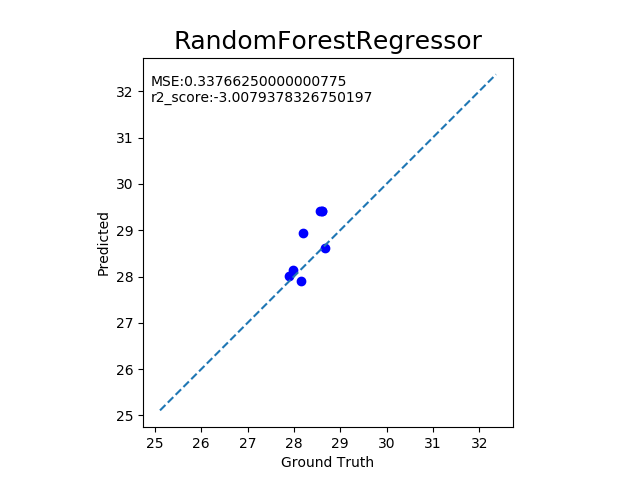 RandomForestRegressor
MSE:0.33766250000000775
r2_score:-3.0079378326750197
32
31
30
29
28
27
26
25
Predicted
25 26 27 28 29 30 31 32
Ground Truth